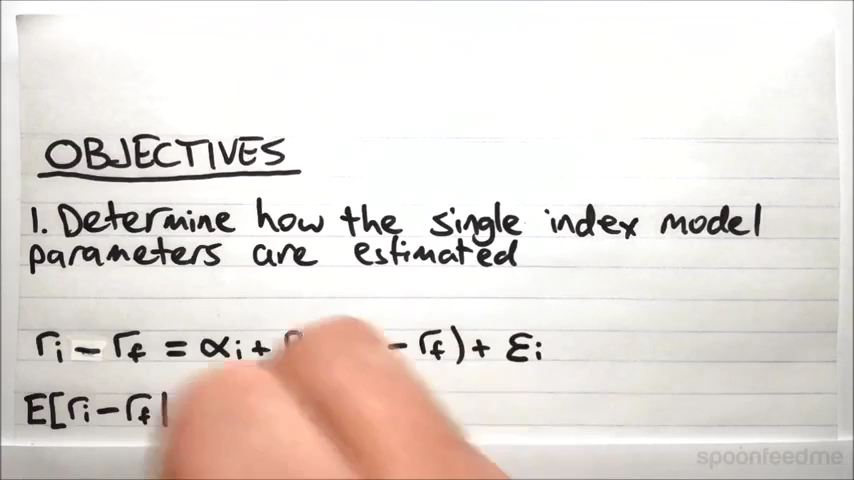 OBJECTIVES
1. Determine how the single index model
parameters are estimated
ri - rf = αi + - rf) + εi
E[ri - rf
spoonfeedme